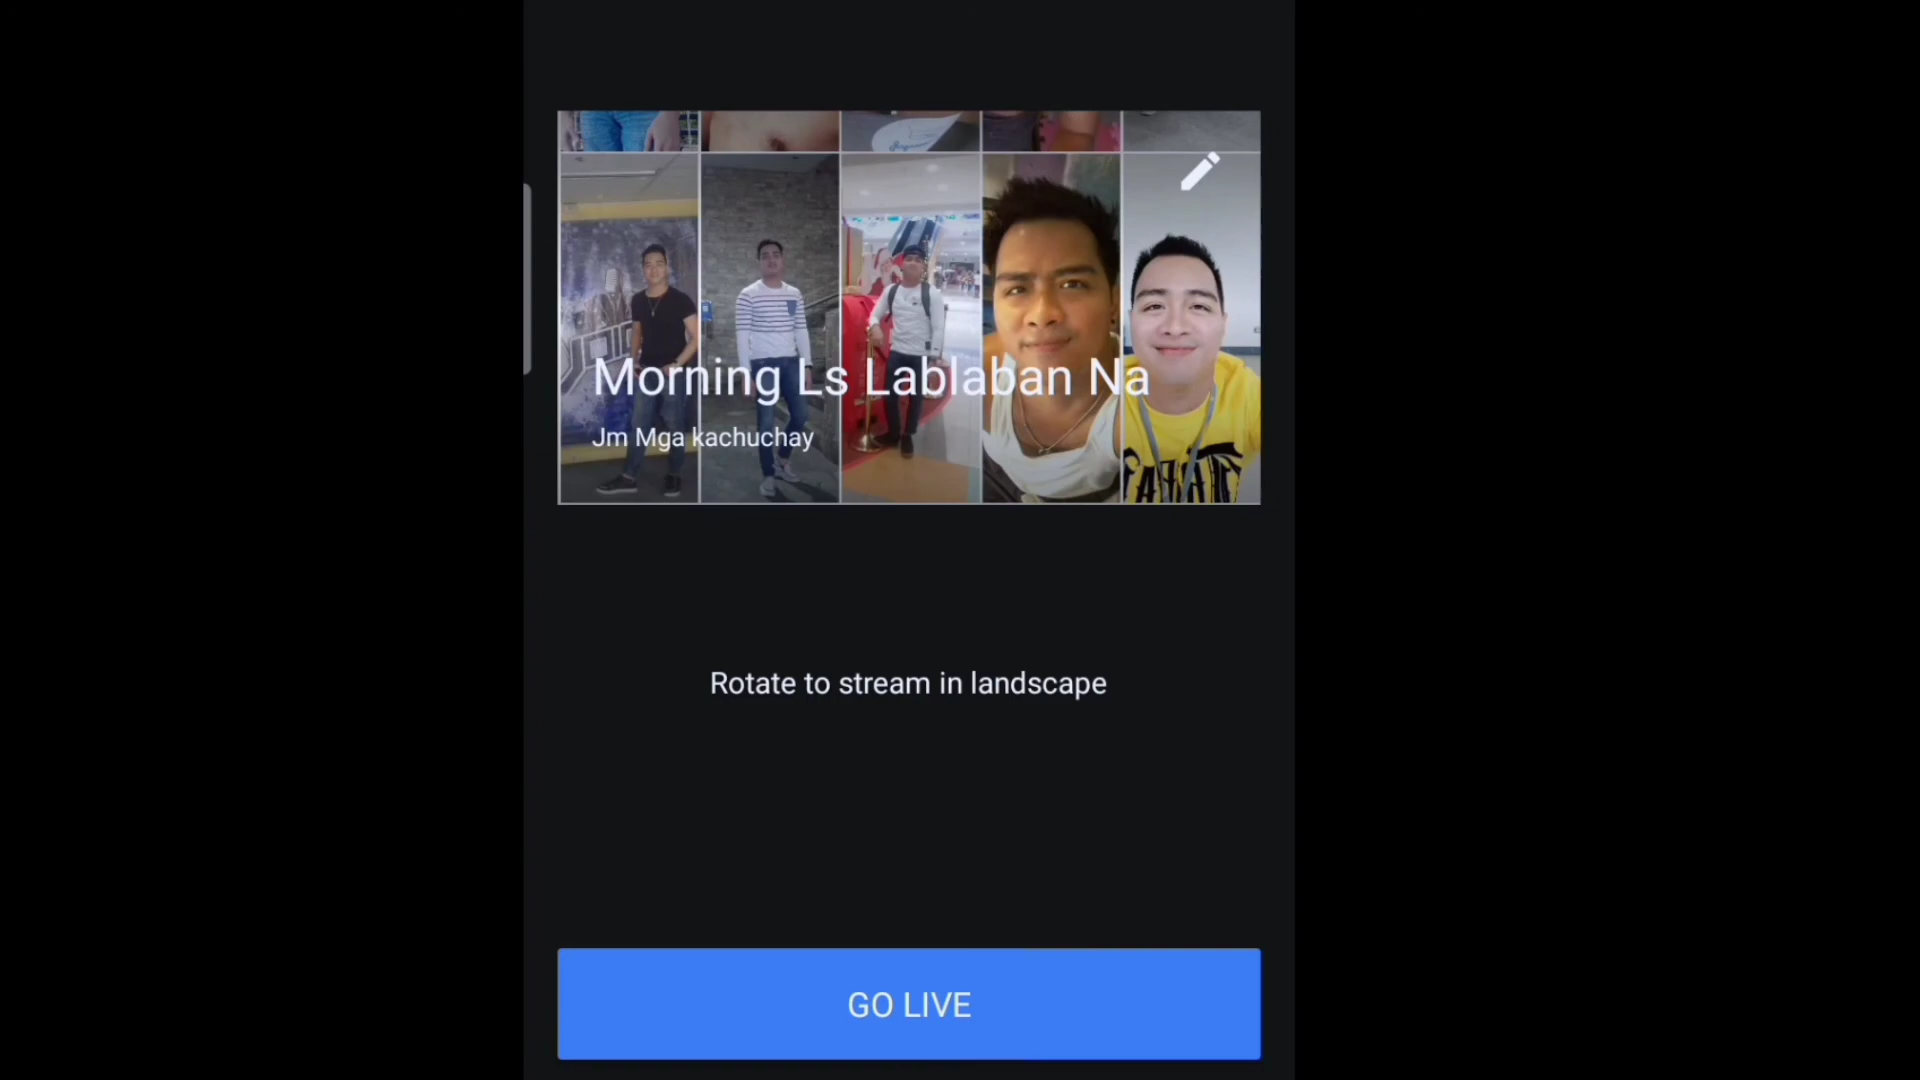 Morning Ls Lablaban Na
Jm Mga kachuchay
Rotate to stream in landscape
GO LIVE